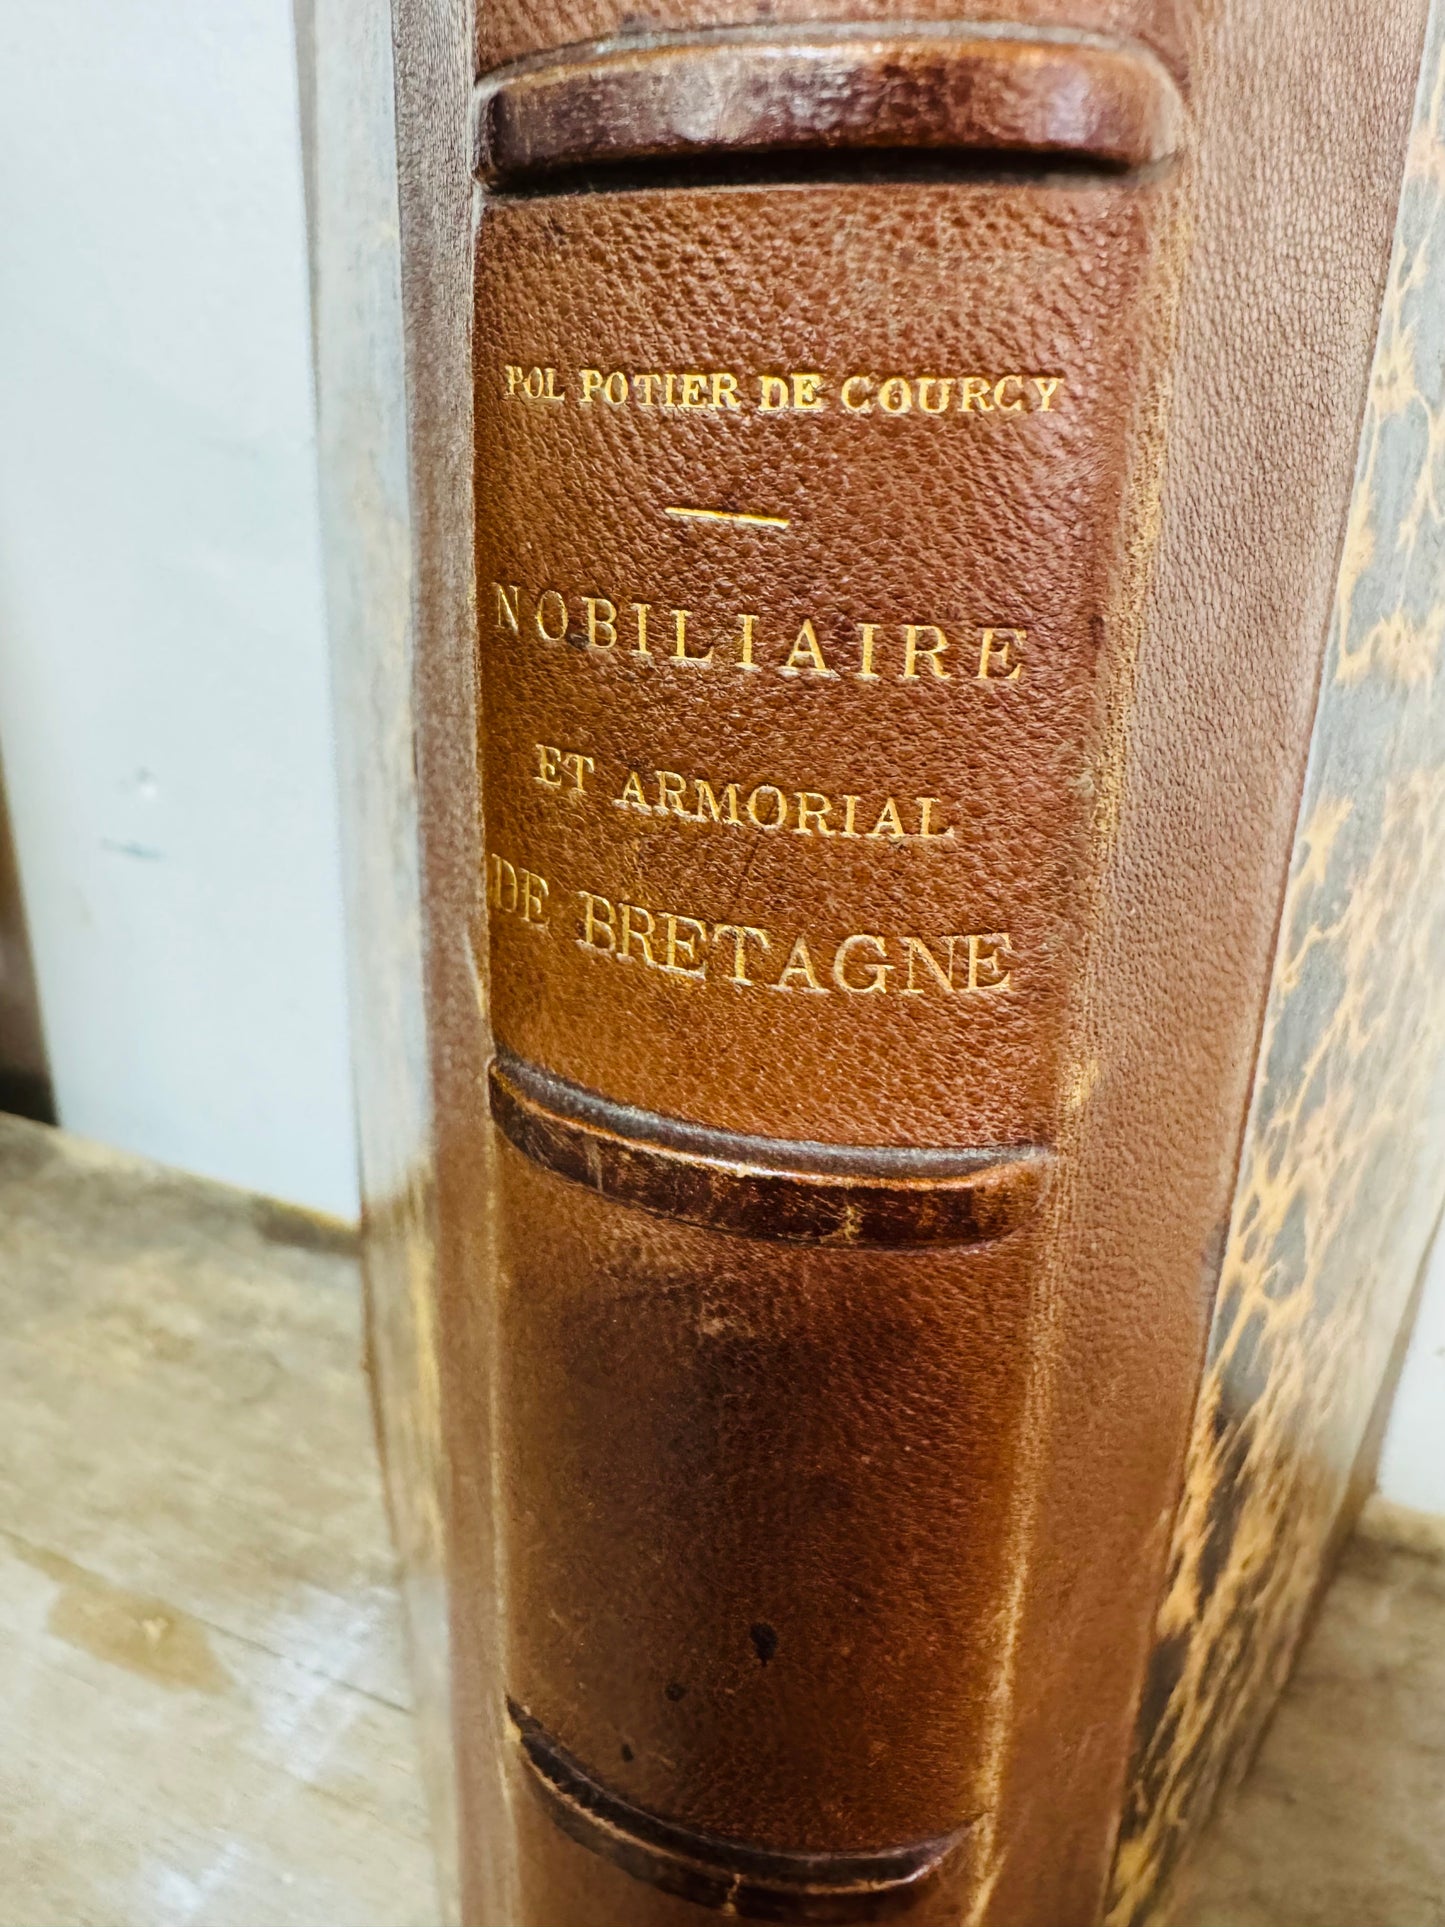 POL POTIER DE COURCY
NOBILIAIRE
ET ARMORIAL
DE BRETAGNE